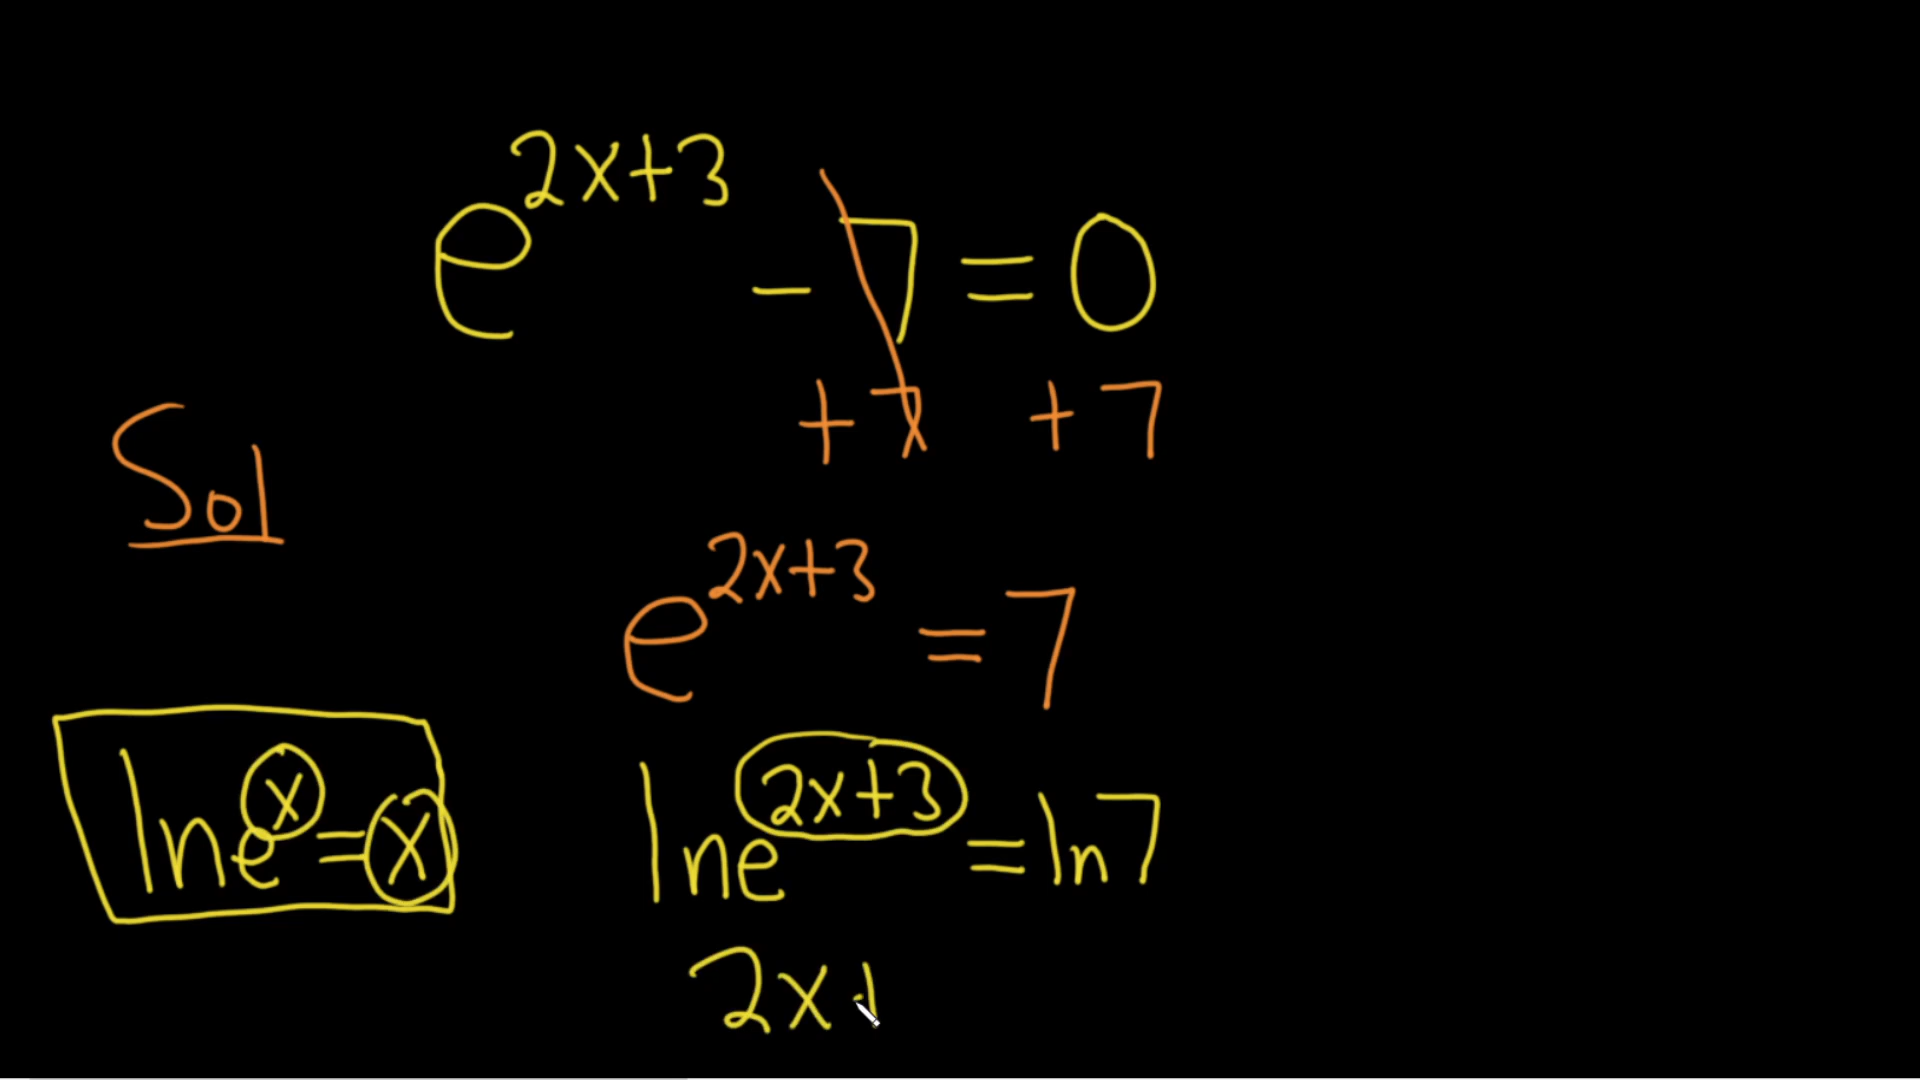 e^{2x+3} - 7 = 0
+7 +7
Sol
e^{2x+3} = 7
ln e^x = x
ln e^{2x+3} = ln 7
2x+